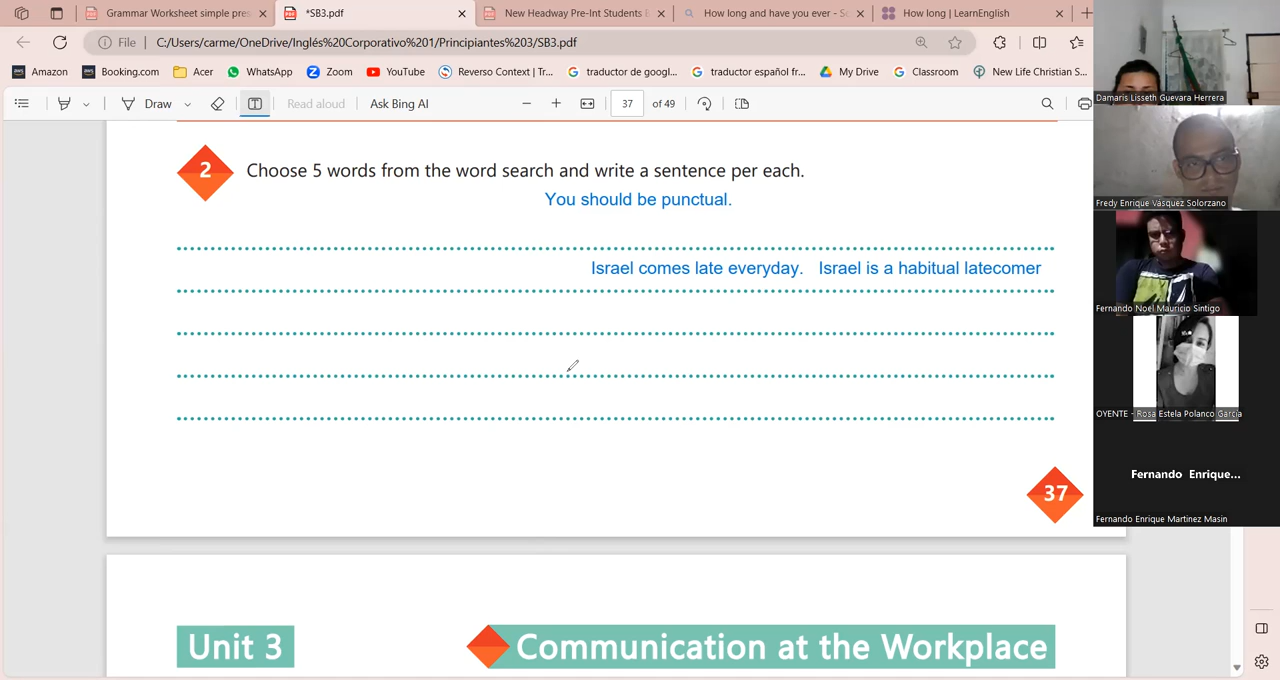 Grammar Worksheet simple pres
*SB3.pdf
New Headway Pre-Int Students B
How long and have you ever - Se
How long | LearnEnglish
File
C:/Users/carme/OneDrive/Inglés%20Corporativo%201/Principiantes%203/SB3.pdf
Amazon
Booking.com
Acer
WhatsApp
Zoom
YouTube
Reverso Context | Tr...
traductor de googl...
traductor español fr...
My Drive
Classroom
New Life Christian S...
Draw
Read aloud
Ask Bing AI
37 of 49
2 Choose 5 words from the word search and write a sentence per each.
You should be punctual.
Israel comes late everyday. Israel is a habitual latecomer
37
Unit 3
Communication at the Workplace
Damaris Lisseth Guevara Herrera
Fredy Enrique Vasquez Solorzano
Fernando Noel Mauricio Sintigo
OYENTE - Rosa Estela Polanco García
Fernando Enrique...
Fernando Enrique Martinez Masin